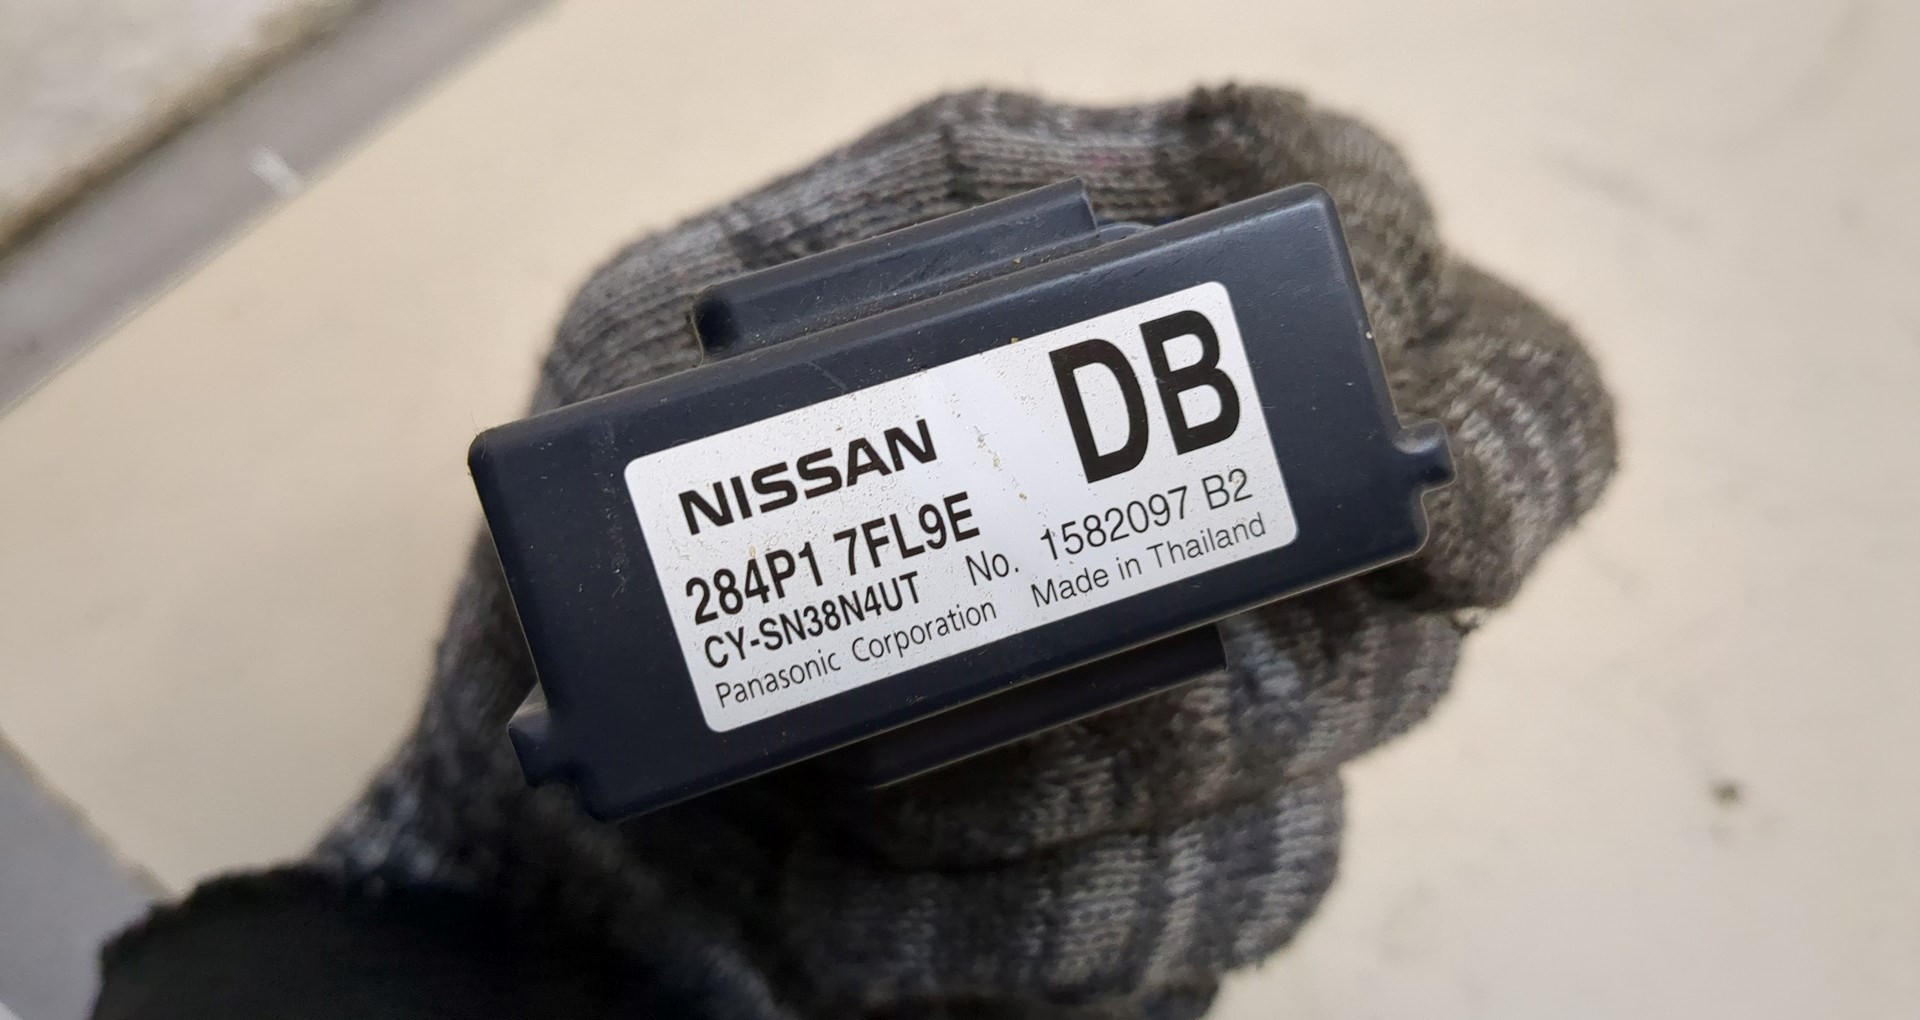 NISSAN DB
284P1 7FL9E
CY-SN38N4UT No. 1582097 B2
Panasonic Corporation Made in Thailand